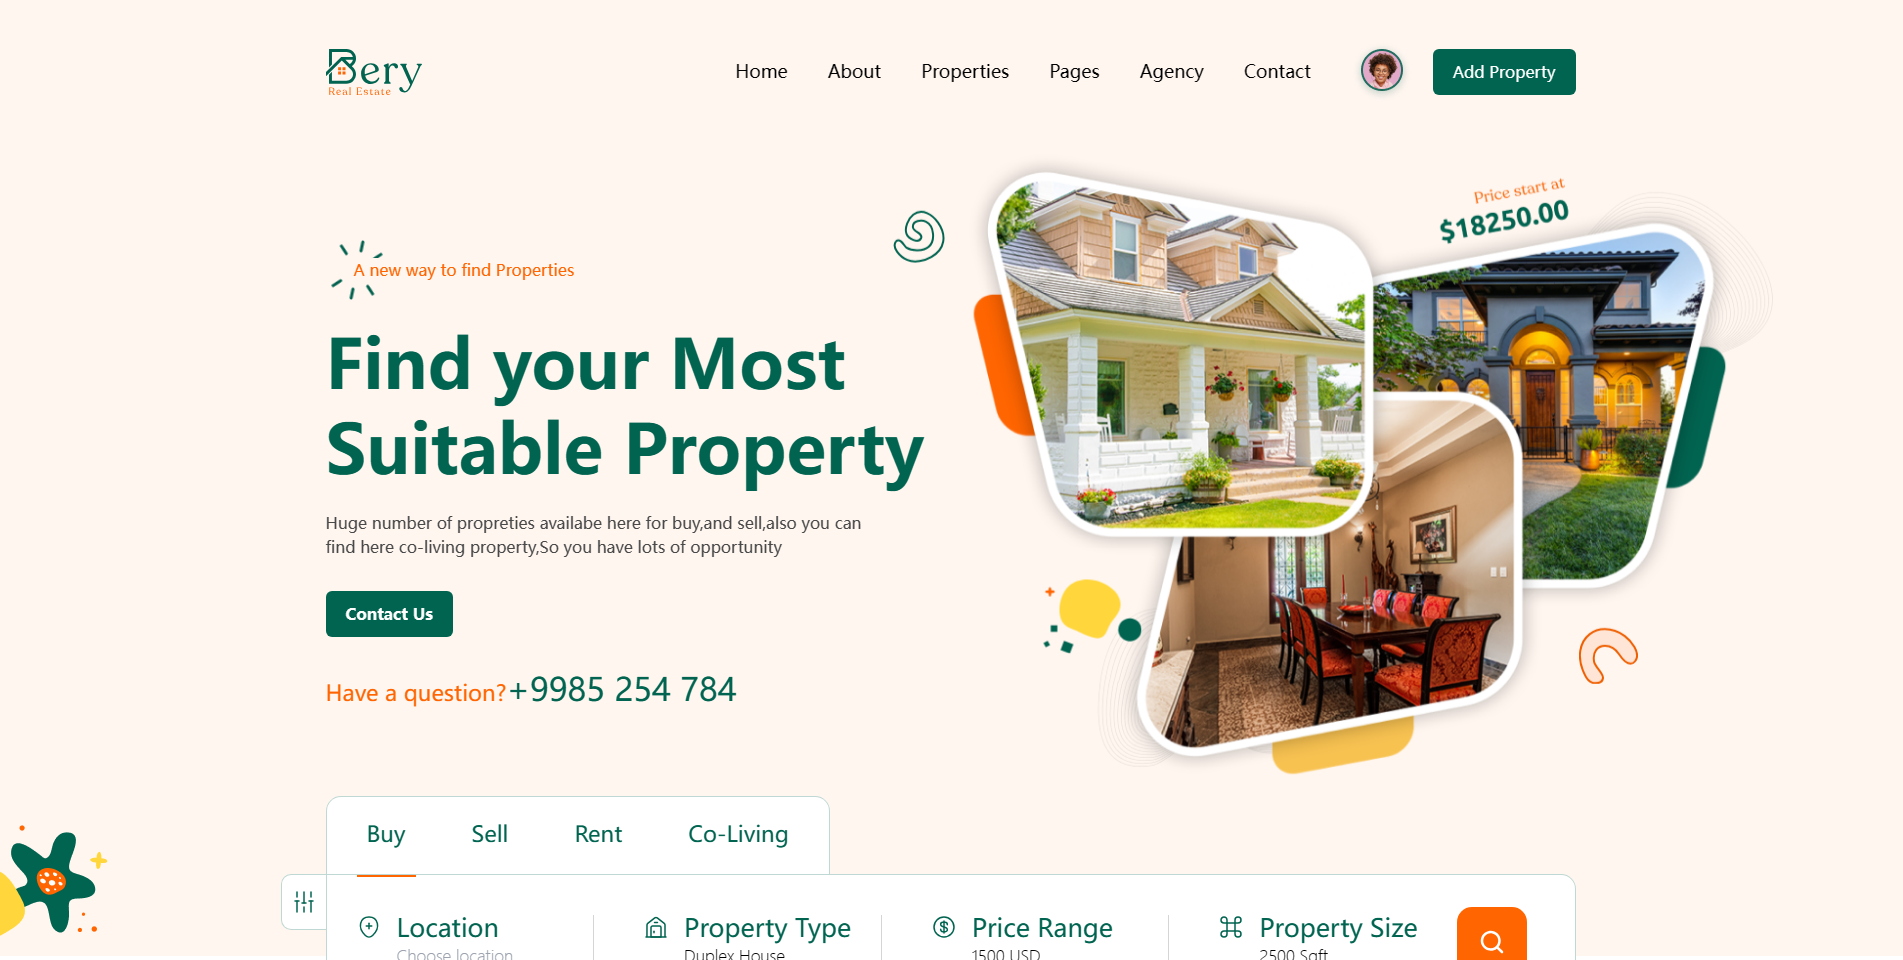 Bery
Real Estate
Home About Properties Pages Agency Contact
Add Property
Price start at
$18250.00
A new way to find Properties
Find your Most
Suitable Property
Huge number of propreties availabe here for buy,and sell,also you can
find here co-living property,So you have lots of opportunity
Contact Us
Have a question?+9985 254 784
Buy Sell Rent Co-Living
Location Property Type Price Range Property Size
Choose location Duplex House 1500 USD 2500 Sqft